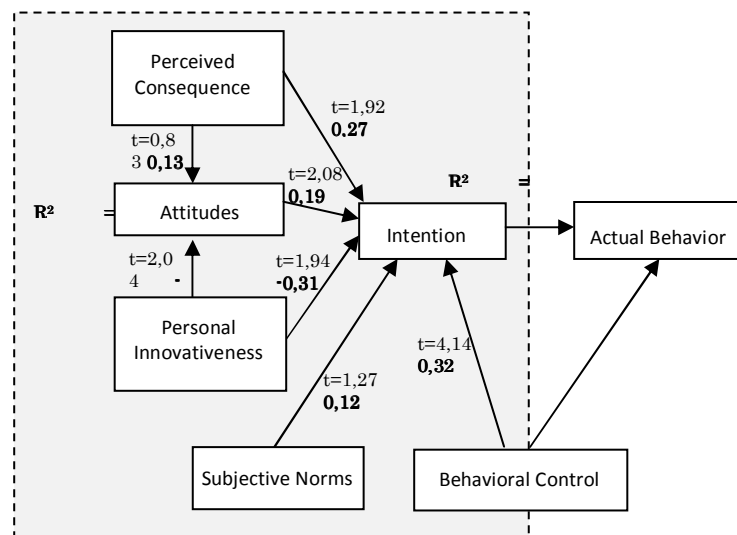 Perceived
Consequence
t=1,92
0,27
t=0,8
3 0,13
t=2,08
0,19
R² =
R² =
Attitudes
Intention
Actual Behavior
t=2,0
4 -
t=1,94
-0,31
Personal
Innovativeness
t=4,14
0,32
t=1,27
0,12
Subjective Norms
Behavioral Control